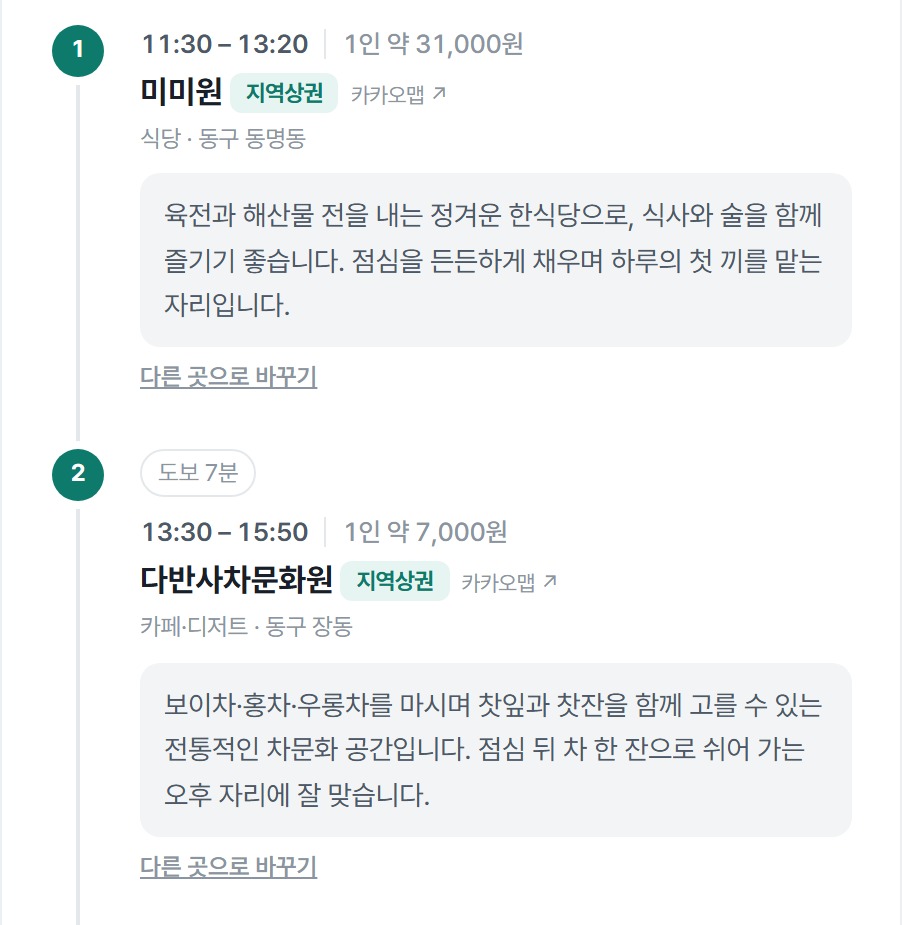 1
11:30 – 13:20 | 1인 약 31,000원
미미원 지역상권 카카오맵 ↗
식당 · 동구 동명동
육전과 해산물 전을 내는 정겨운 한식당으로, 식사와 술을 함께
즐기기 좋습니다. 점심을 든든하게 채우며 하루의 첫 끼를 맡는
자리입니다.
다른 곳으로 바꾸기
2
도보 7분
13:30 – 15:50 | 1인 약 7,000원
다반사차문화원 지역상권 카카오맵 ↗
카페·디저트 · 동구 장동
보이차·홍차·우롱차를 마시며 찻잎과 찻잔을 함께 고를 수 있는
전통적인 차문화 공간입니다. 점심 뒤 차 한 잔으로 쉬어 가는
오후 자리에 잘 맞습니다.
다른 곳으로 바꾸기